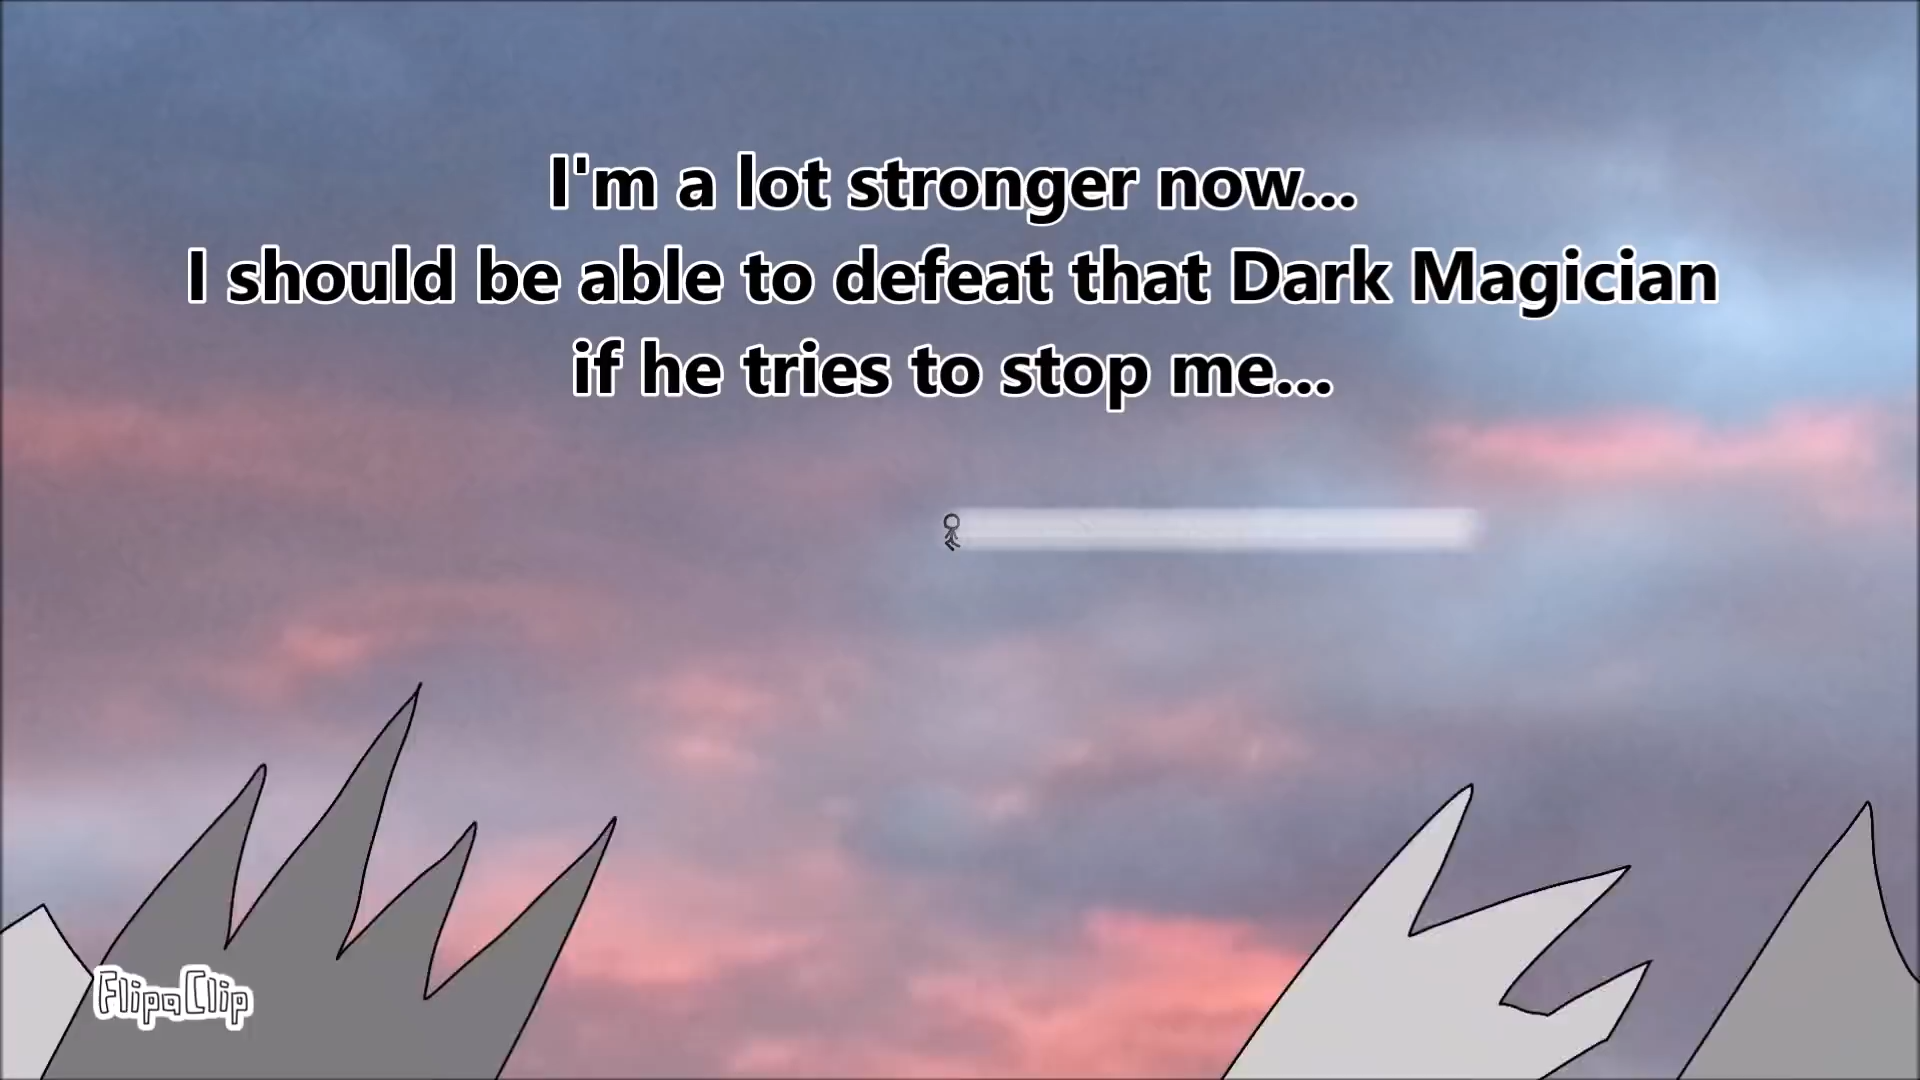 I'm a lot stronger now...
I should be able to defeat that Dark Magician
if he tries to stop me...
FlipaClip